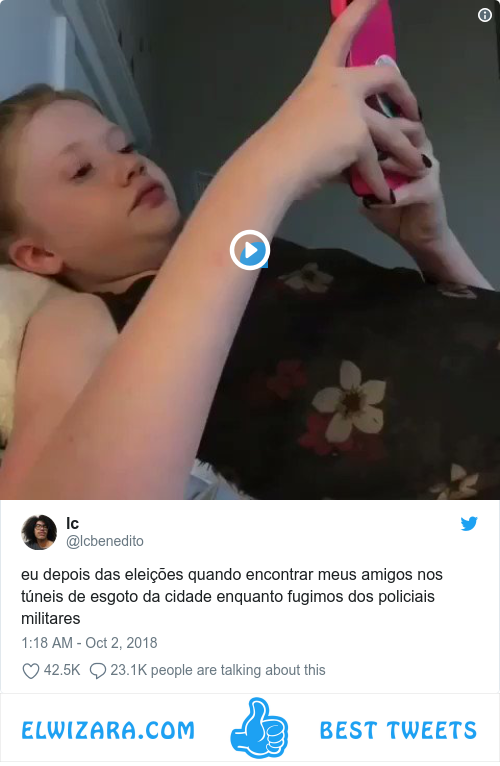 lc
@lcbenedito
eu depois das eleições quando encontrar meus amigos nos
túneis de esgoto da cidade enquanto fugimos dos policiais
militares
1:18 AM - Oct 2, 2018
42.5K 23.1K people are talking about this
ELWIZARA.COM BEST TWEETS